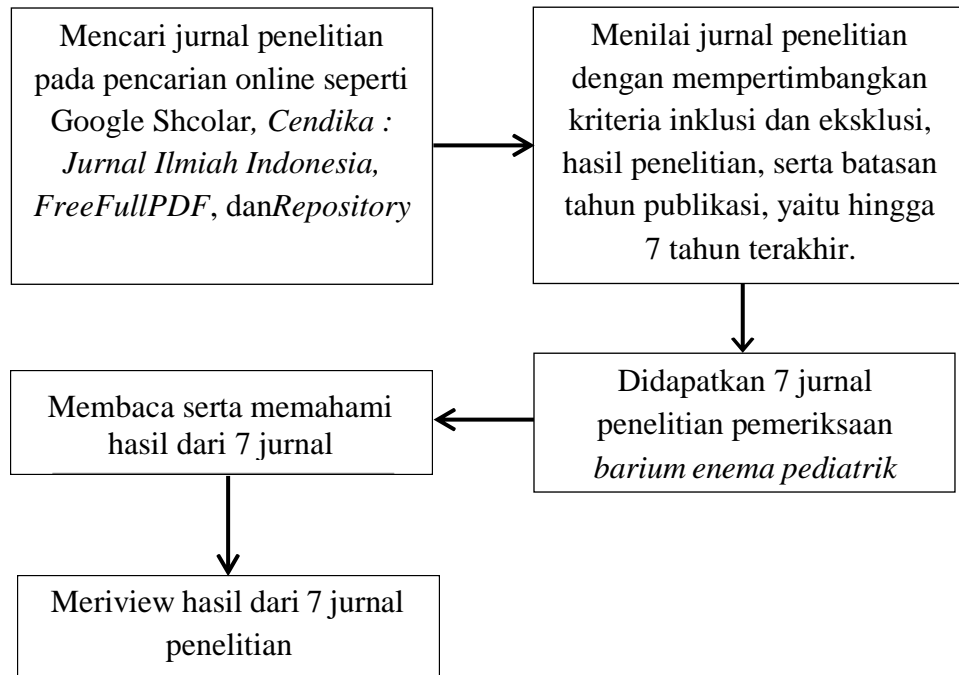 Mencari jurnal penelitian
pada pencarian online seperti
Google Shcolar, Cendika :
Jurnal Ilmiah Indonesia,
FreeFullPDF, danRepository
Menilai jurnal penelitian
dengan mempertimbangkan
kriteria inklusi dan eksklusi,
hasil penelitian, serta batasan
tahun publikasi, yaitu hingga
7 tahun terakhir.
Didapatkan 7 jurnal
penelitian pemeriksaan
barium enema pediatrik
Membaca serta memahami
hasil dari 7 jurnal
Meriview hasil dari 7 jurnal
penelitian